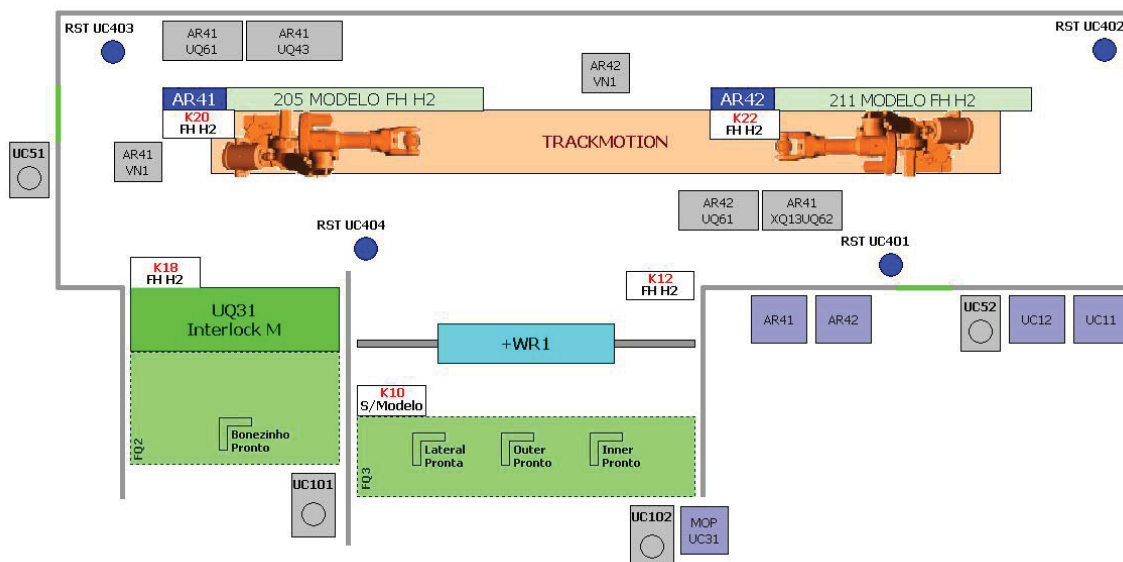 RST UC403
AR41
UQ61
AR41
UQ43
RST UC402
AR42
VN1
AR41
205 MODELO FH H2
AR42
211 MODELO FH H2
K20
FH H2
K22
FH H2
TRACKMOTION
UC51
AR41
VN1
AR42
UQ61
AR41
XQ13UQ62
RST UC404
RST UC401
K18
FH H2
K12
FH H2
UQ31
Interlock M
+WR1
AR41
AR42
UC52
UC12
UC11
K10
S/Modelo
Bonezinho
Pronto
FQ2
Lateral
Pronta
Outer
Pronto
Inner
Pronto
FQ3
UC101
UC102
MOP
UC31